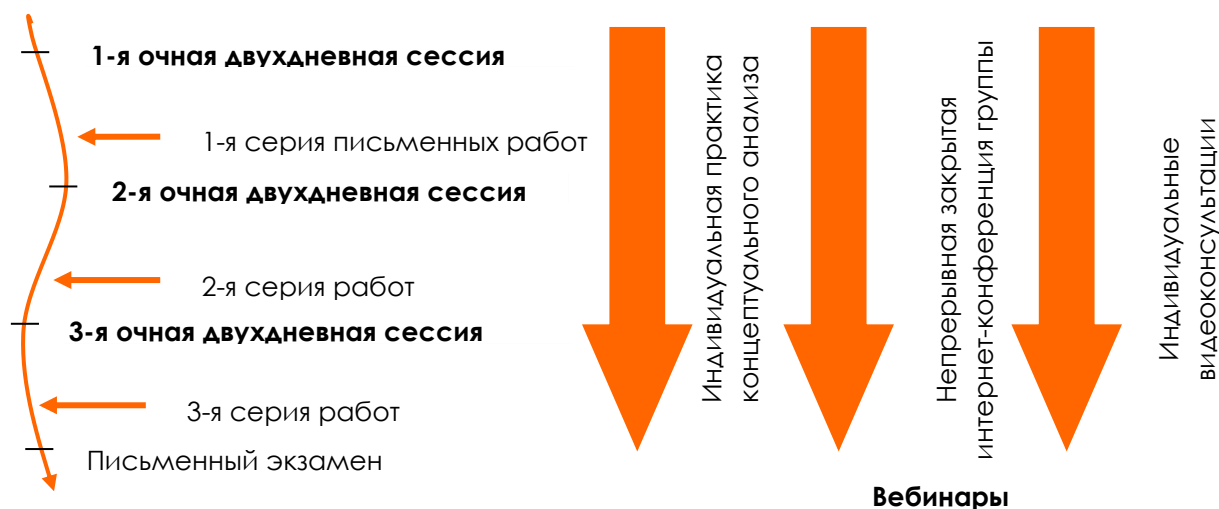 1-я очная двухдневная сессия
1-я серия письменных работ
2-я очная двухдневная сессия
2-я серия работ
3-я очная двухдневная сессия
3-я серия работ
Письменный экзамен
Индивидуальная практика
концептуального анализа
Непрерывная закрытая
интернет-конференция группы
Индивидуальные
видеоконсультации
Вебинары